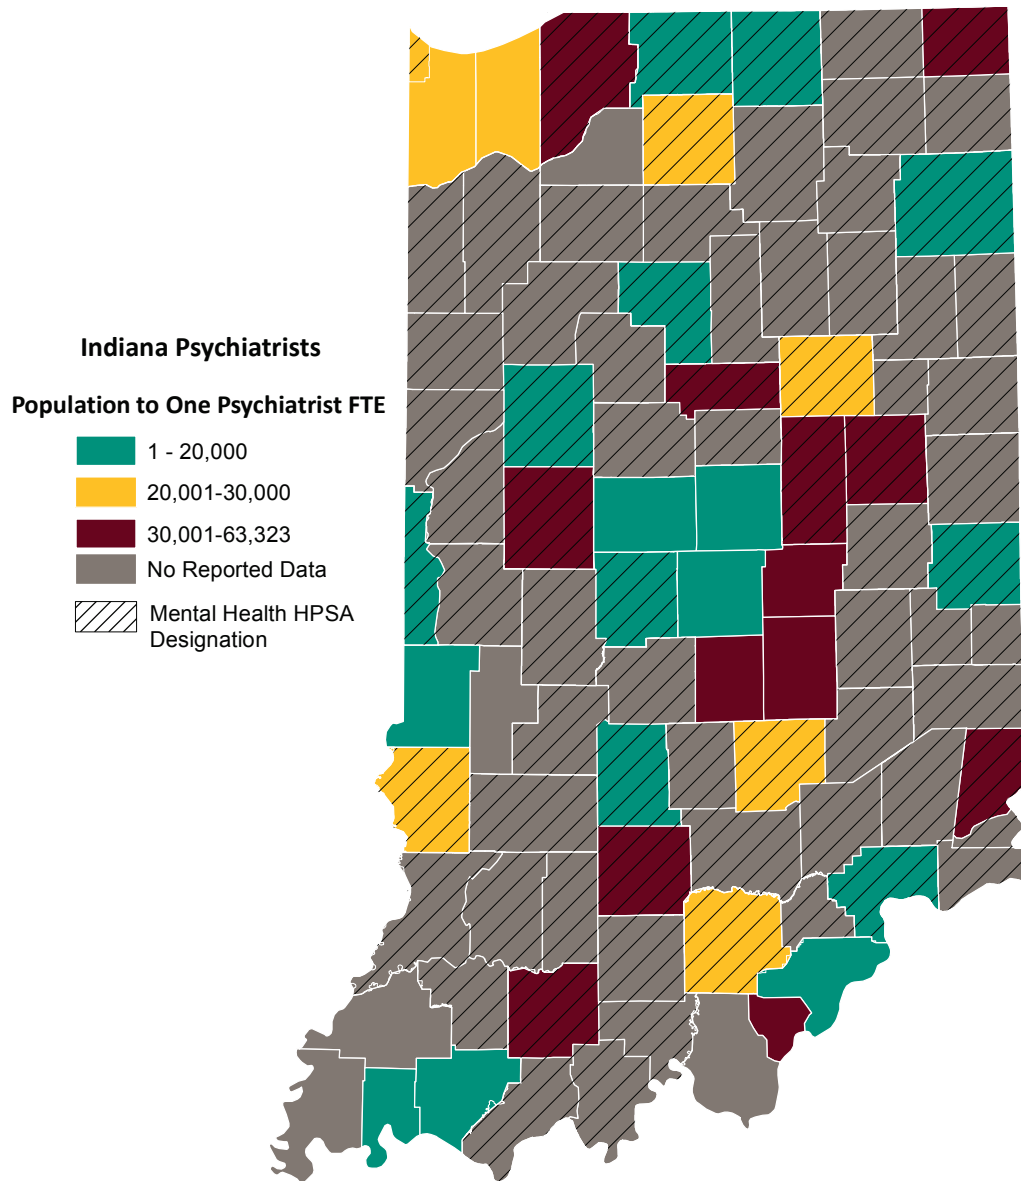 Indiana Psychiatrists
Population to One Psychiatrist FTE
1 - 20,000
20,001-30,000
30,001-63,323
No Reported Data
Mental Health HPSA
Designation